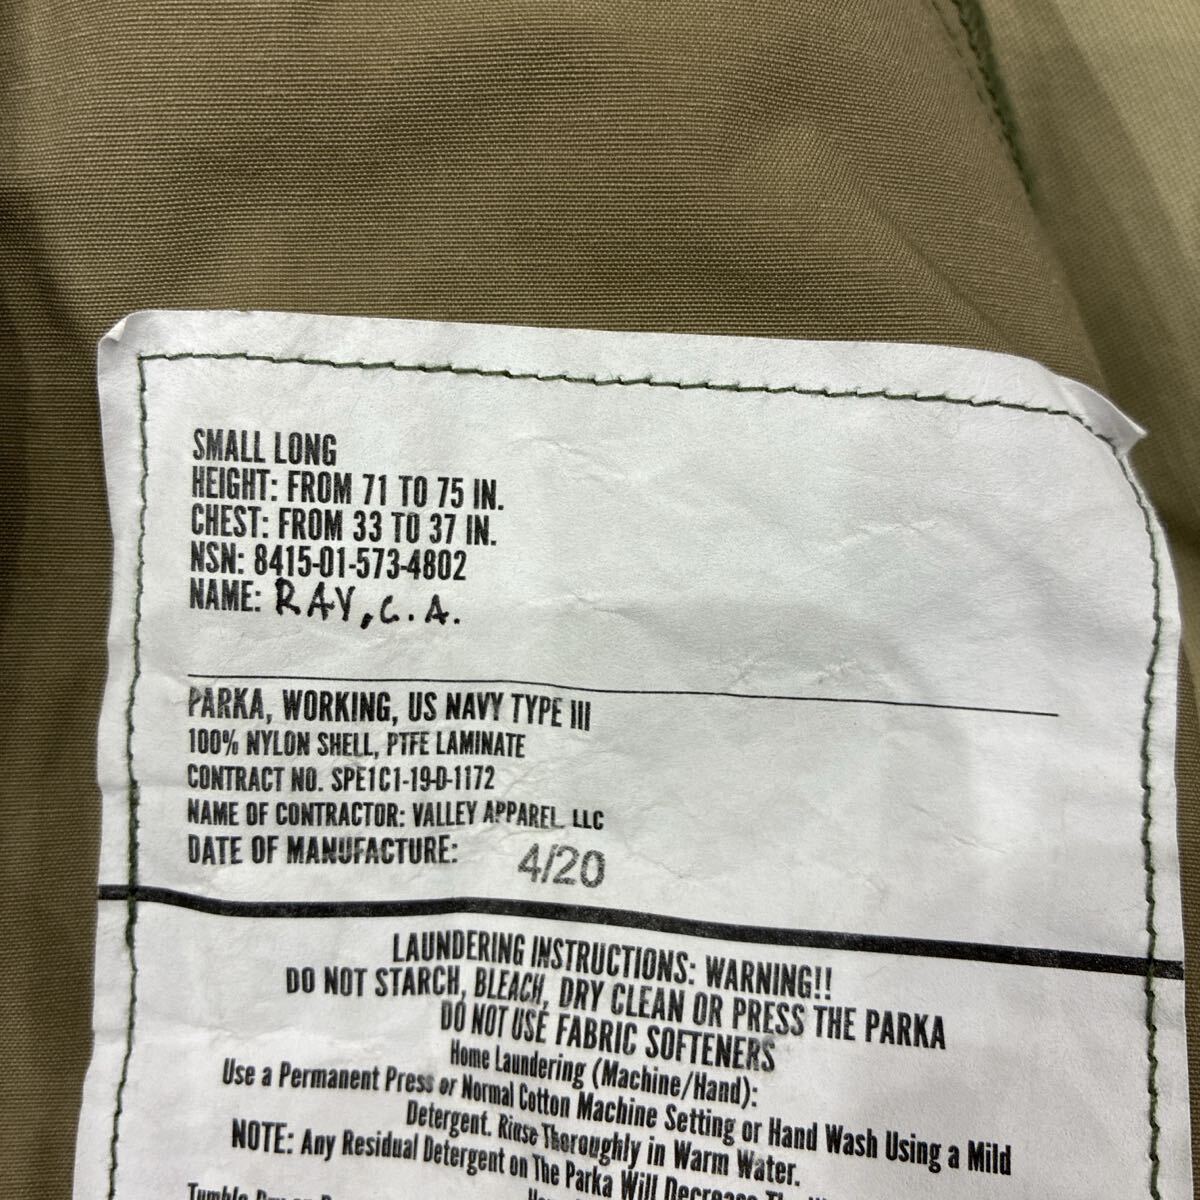 SMALL LONG
HEIGHT: FROM 71 TO 75 IN.
CHEST: FROM 33 TO 37 IN.
NSN: 8415-01-573-4802
NAME: RAY, C.A.
PARKA, WORKING, US NAVY TYPE III
100% NYLON SHELL, PTFE LAMINATE
CONTRACT NO. SPE1C1-19-D-1172
NAME OF CONTRACTOR: VALLEY APPAREL, LLC
DATE OF MANUFACTURE: 4/20
LAUNDERING INSTRUCTIONS: WARNING!!
DO NOT STARCH, BLEACH, DRY CLEAN OR PRESS THE PARKA
DO NOT USE FABRIC SOFTENERS
Home Laundering (Machine/Hand):
Use a Permanent Press or Normal Cotton Machine Setting or Hand Wash Using a Mild
Detergent. Rinse Thoroughly in Warm Water.
NOTE: Any Residual Detergent on The Parka Will Decrease The